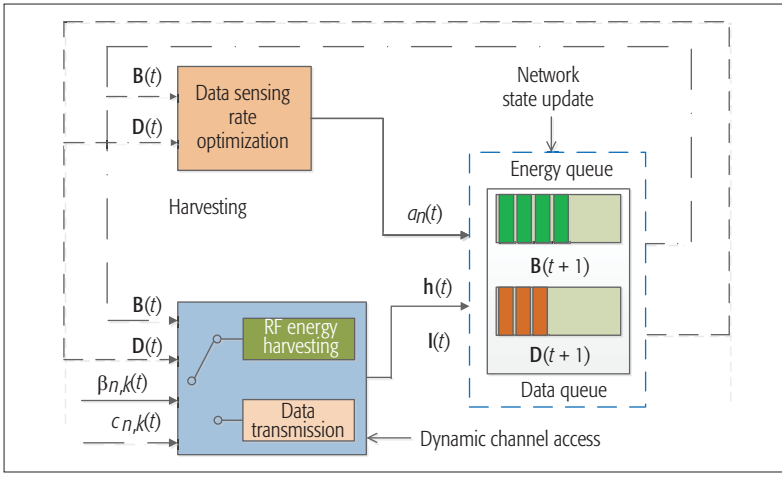 B(t)
D(t)
Data sensing
rate
optimization
Network
state update
Harvesting
an(t)
Energy queue
B(t + 1)
D(t + 1)
Data queue
h(t)
l(t)
B(t)
D(t)
βn,k(t)
cn,k(t)
RF energy
harvesting
Data
transmission
Dynamic channel access